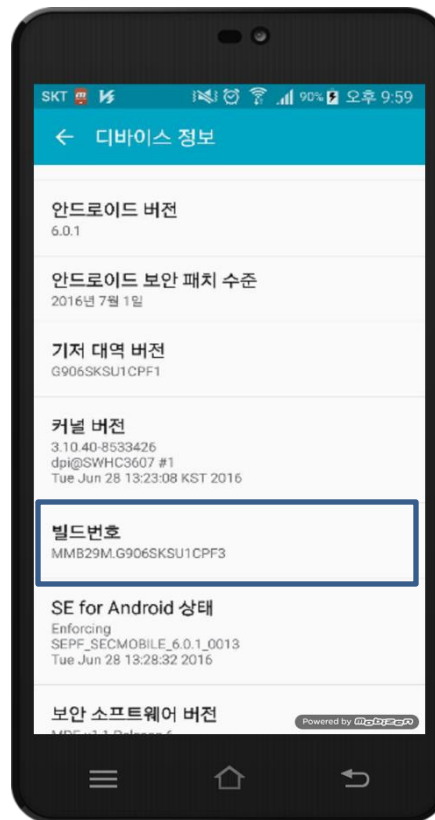 SKT 90% 오후 9:59
← 디바이스 정보
안드로이드 버전
6.0.1
안드로이드 보안 패치 수준
2016년 7월 1일
기저 대역 버전
G906SKSU1CPF1
커널 버전
3.10.40-8533426
dpi@SWHC3607 #1
Tue Jun 28 13:23:08 KST 2016
빌드번호
MMB29M.G906SKSU1CPF3
SE for Android 상태
Enforcing
SEPF_SECMOBILE_6.0.1_0013
Tue Jun 28 13:28:32 2016
보안 소프트웨어 버전
Powered by Mobizen